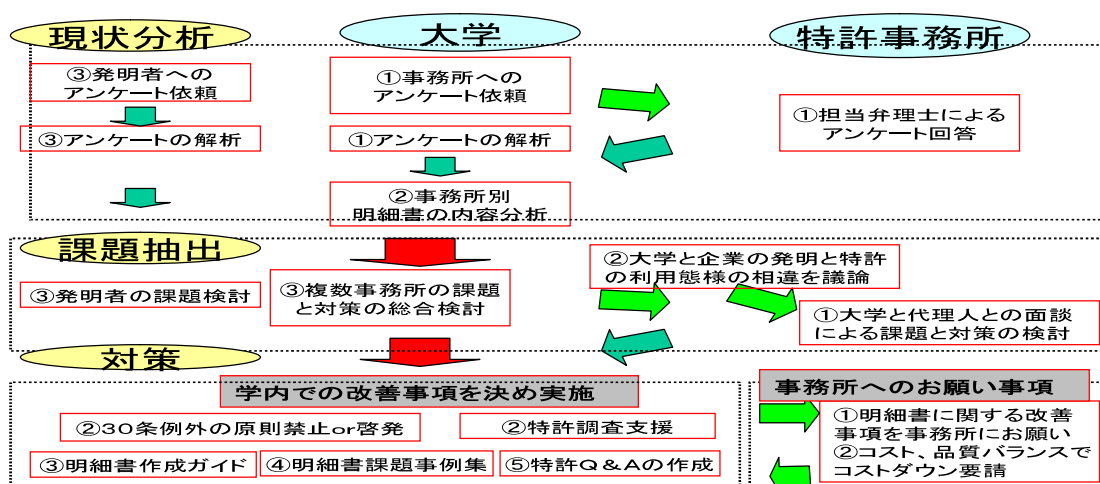 現状分析
大学
特許事務所
③発明者への
アンケート依頼
①事務所への
アンケート依頼
①担当弁理士による
アンケート回答
③アンケートの解析
①アンケートの解析
②事務所別
明細書の内容分析
課題抽出
②大学と企業の発明と特許
の利用態様の相違を議論
③発明者の課題検討
③複数事務所の課題
と対策の総合検討
①大学と代理人との面談
による課題と対策の検討
対策
学内での改善事項を決め実施
事務所へのお願い事項
②30条例外の原則禁止or啓発
②特許調査支援
①明細書に関する改善
事項を事務所にお願い
②コスト、品質バランスで
コストダウン要請
③明細書作成ガイド
④明細書課題事例集
⑤特許Q&Aの作成